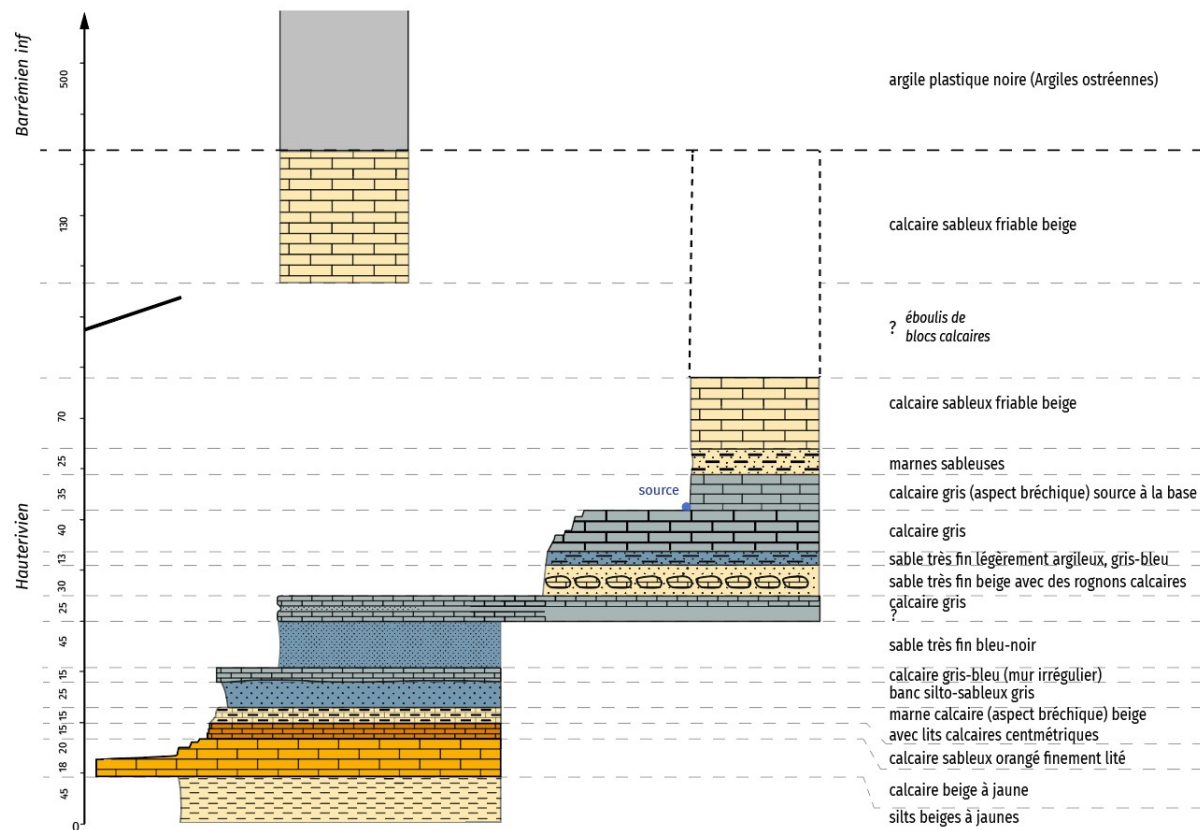 Barrémien inf
500
argile plastique noire (Argiles ostréennes)
130
calcaire sableux friable beige
? éboulis de
blocs calcaires
70
calcaire sableux friable beige
25
marnes sableuses
35
source
calcaire gris (aspect bréchique) source à la base
Hauterivien
40
calcaire gris
13
sable très fin légèrement argileux, gris-bleu
30
sable très fin beige avec des rognons calcaires
25
calcaire gris
?
45
sable très fin bleu-noir
15
calcaire gris-bleu (mur irrégulier)
25
banc silto-sableux gris
15
marne calcaire (aspect bréchique) beige
avec lits calcaires centmétriques
15
calcaire sableux orangé finement lité
20
18
calcaire beige à jaune
45
silts beiges à jaunes
0